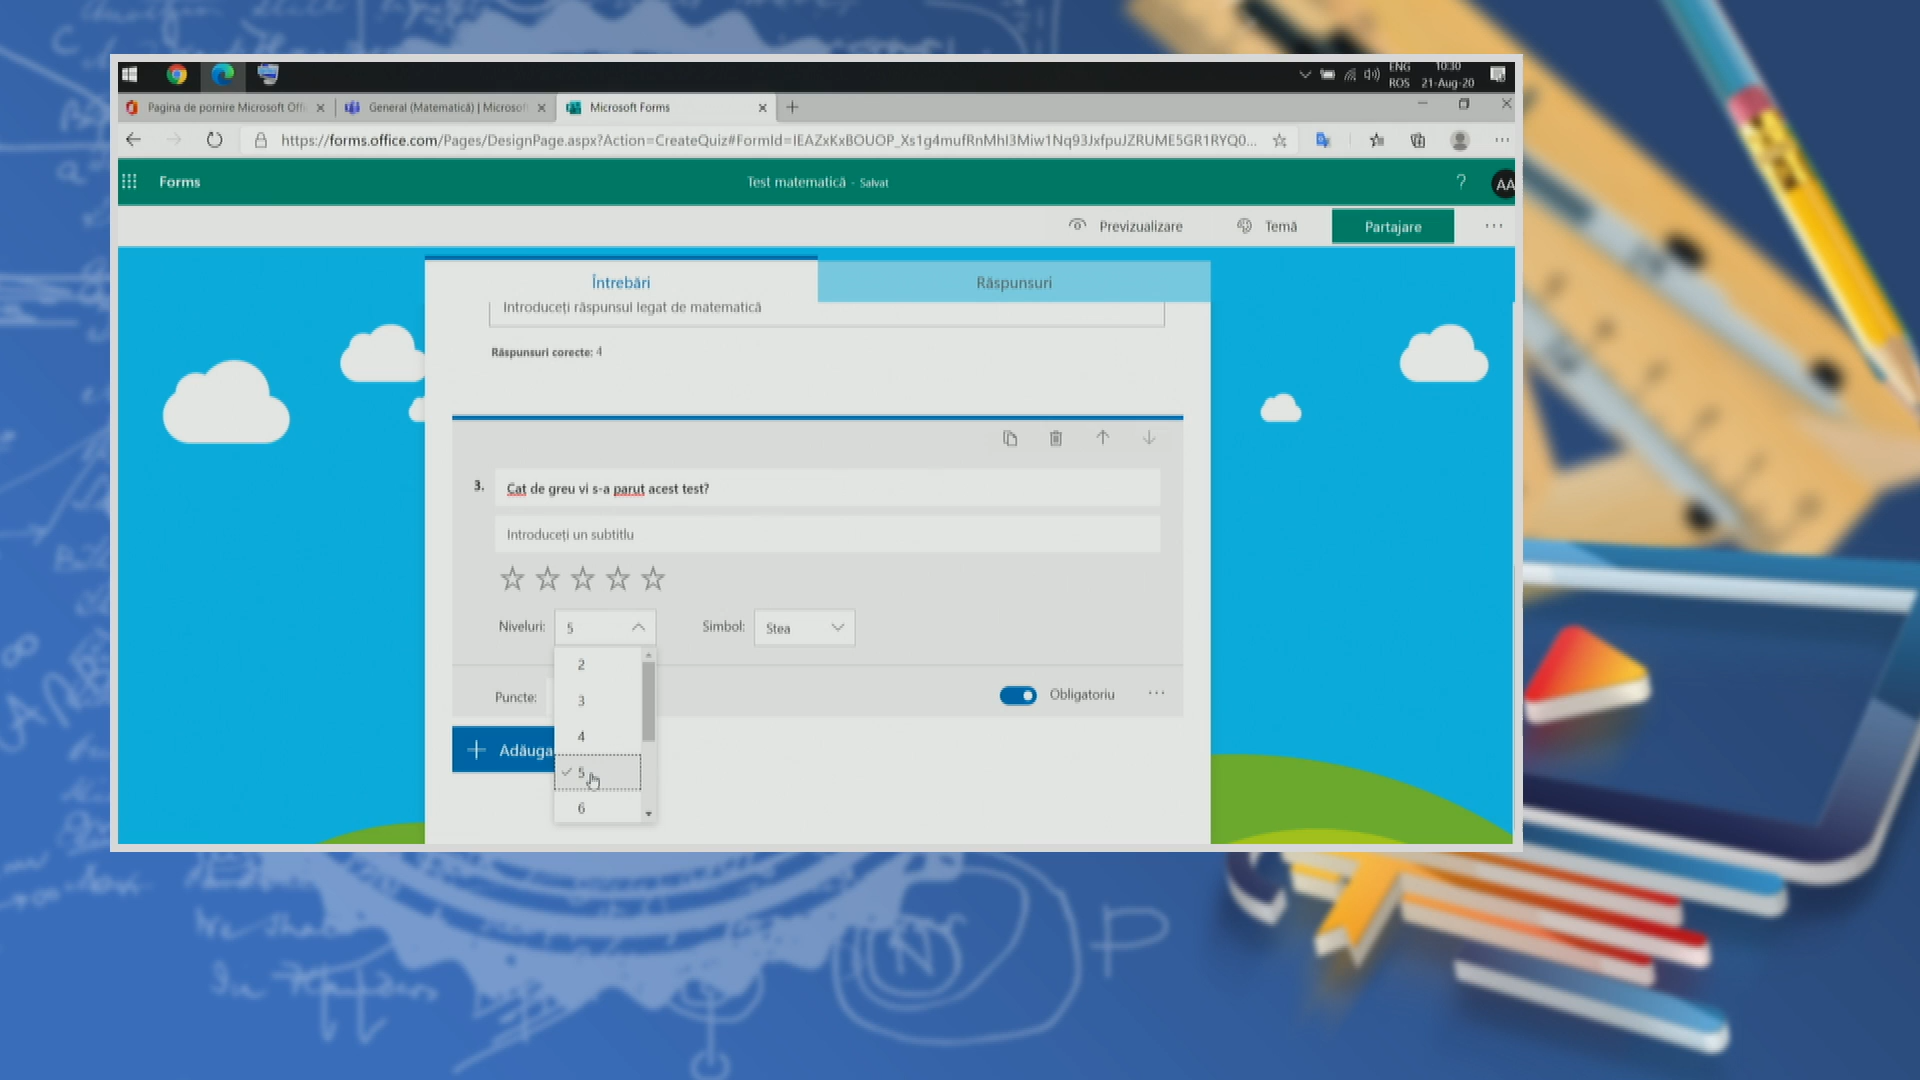 ENG
ROS
10:30
21-Aug-20
Pagina de pornire Microsoft Off
General (Matematică) | Microsoft
Microsoft Forms
https://forms.office.com/Pages/DesignPage.aspx?Action=CreateQuiz#FormId=
Forms
Test matematică - Salvat
?
AA
Previzualizare
Temă
Partajare
Întrebări
Răspunsuri
Introduceți răspunsul legat de matematică
Răspunsuri corecte: 4
3.
Cat de greu vi s-a parut acest test?
Introduceți un subtitlu
Niveluri:
5
Simbol:
Stea
2
3
4
5
6
Puncte:
Obligatoriu
Adăuga
N
P